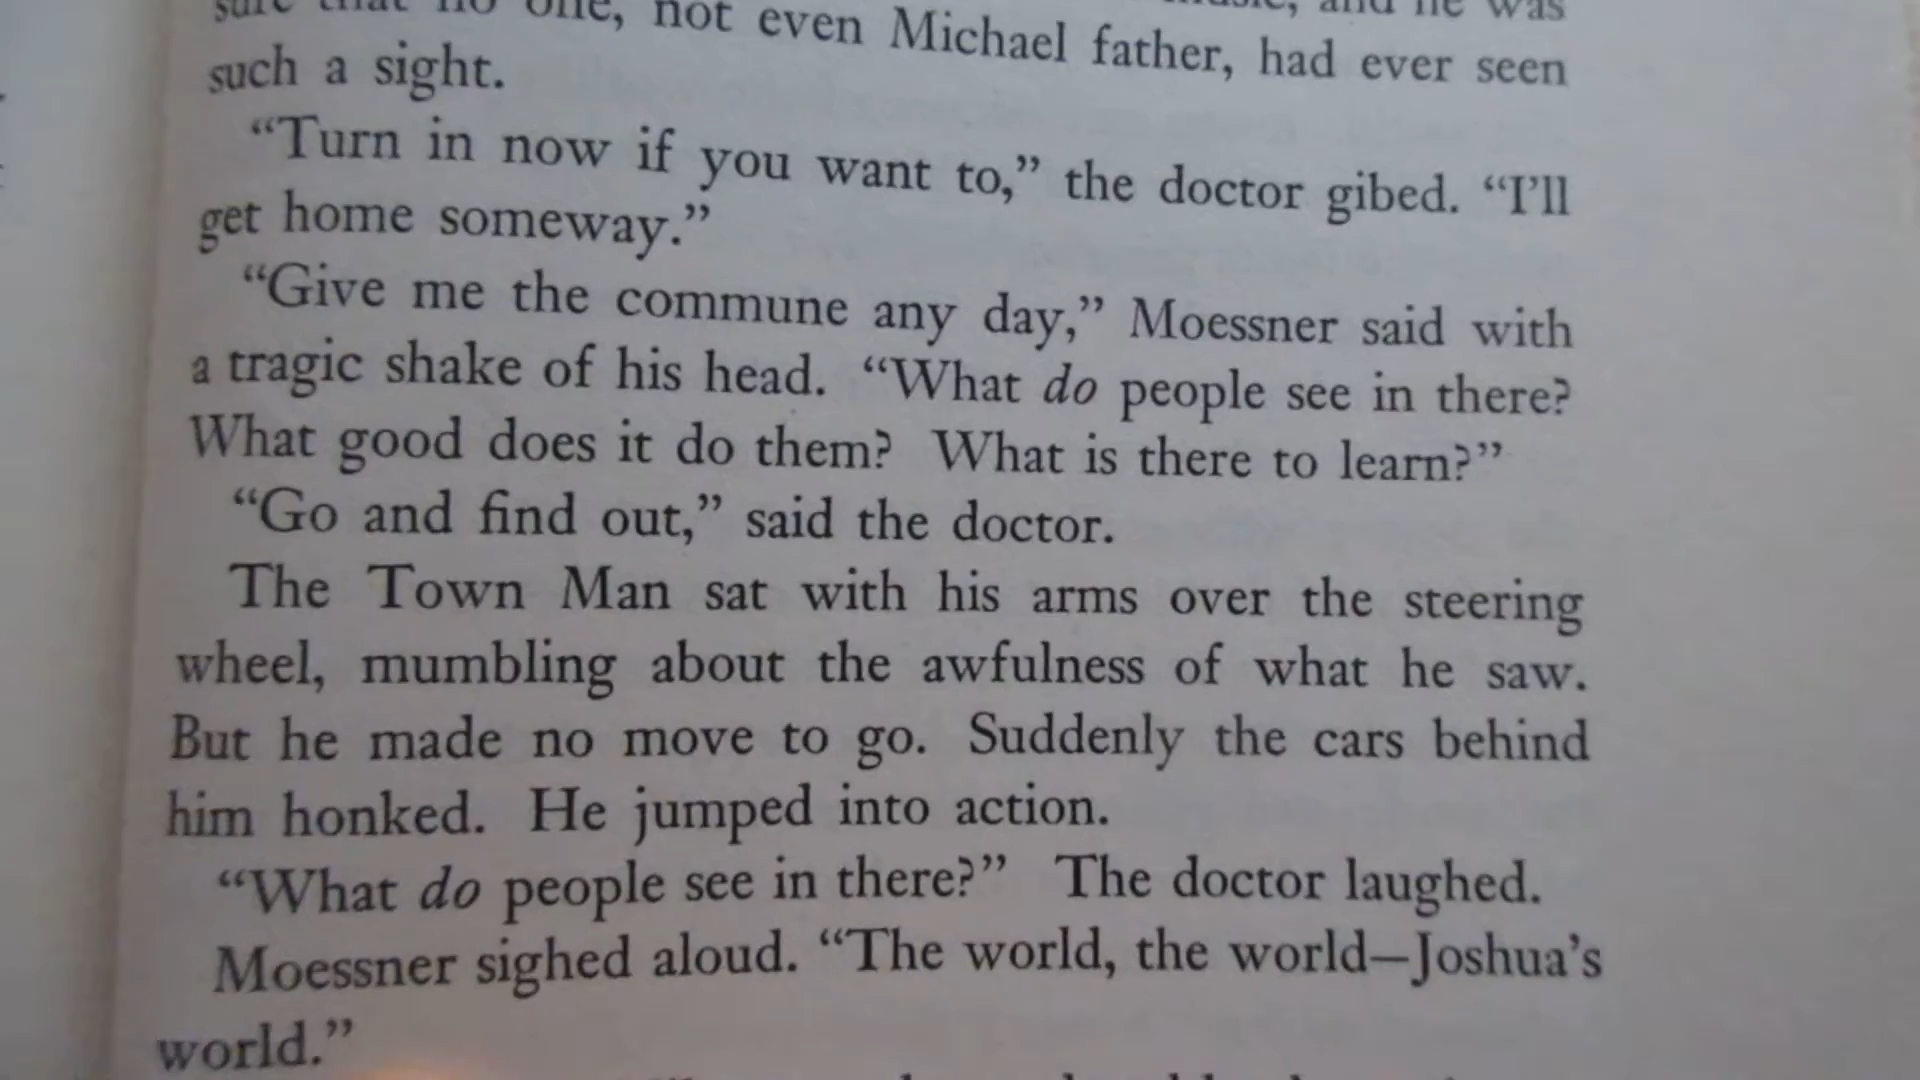 sure that no one, not even Michael father, had ever seen
such a sight.
“Turn in now if you want to,” the doctor gibed. “I’ll
get home someway.”
“Give me the commune any day,” Moessner said with
a tragic shake of his head. “What do people see in there?
What good does it do them? What is there to learn?”
“Go and find out,” said the doctor.
The Town Man sat with his arms over the steering
wheel, mumbling about the awfulness of what he saw.
But he made no move to go. Suddenly the cars behind
him honked. He jumped into action.
“What do people see in there?” The doctor laughed.
Moessner sighed aloud. “The world, the world—Joshua’s
world.”